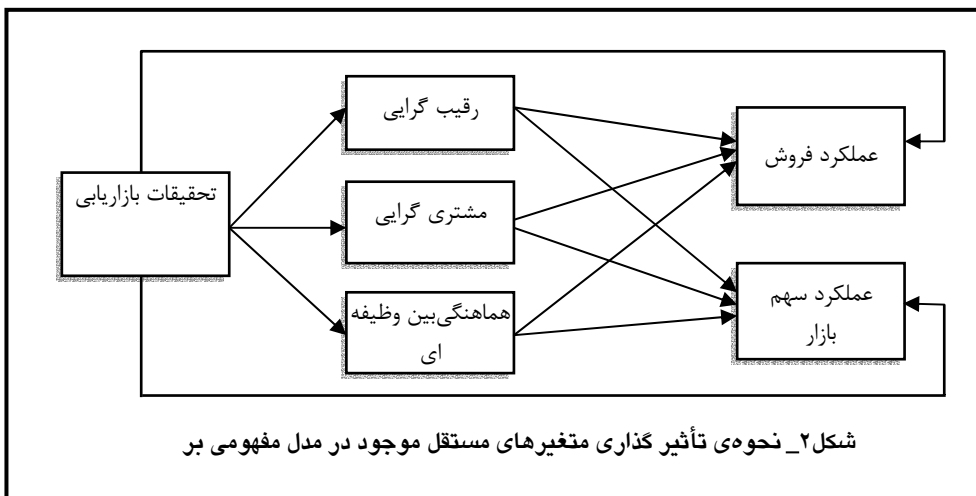 رقیب گرایی
عملکرد فروش
تحقیقات بازاریابی
مشتری گرایی
عملکرد سهم
بازار
هماهنگی‌بین وظیفه
ای
شکل۲_ نحوه‌ی تأثیر گذاری متغیرهای مستقل موجود در مدل مفهومی بر